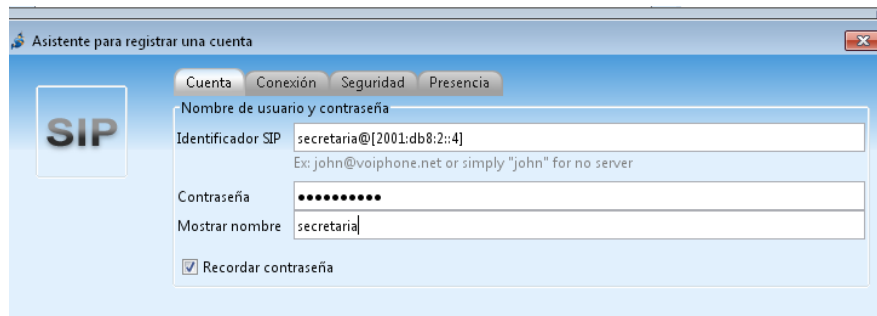 Asistente para registrar una cuenta
Cuenta Conexión Seguridad Presencia
Nombre de usuario y contraseña
SIP
Identificador SIP secretaria@[2001:db8:2::4]
Ex: john@voiphone.net or simply "john" for no server
Contraseña ••••••••••
Mostrar nombre secretaria
Recordar contraseña